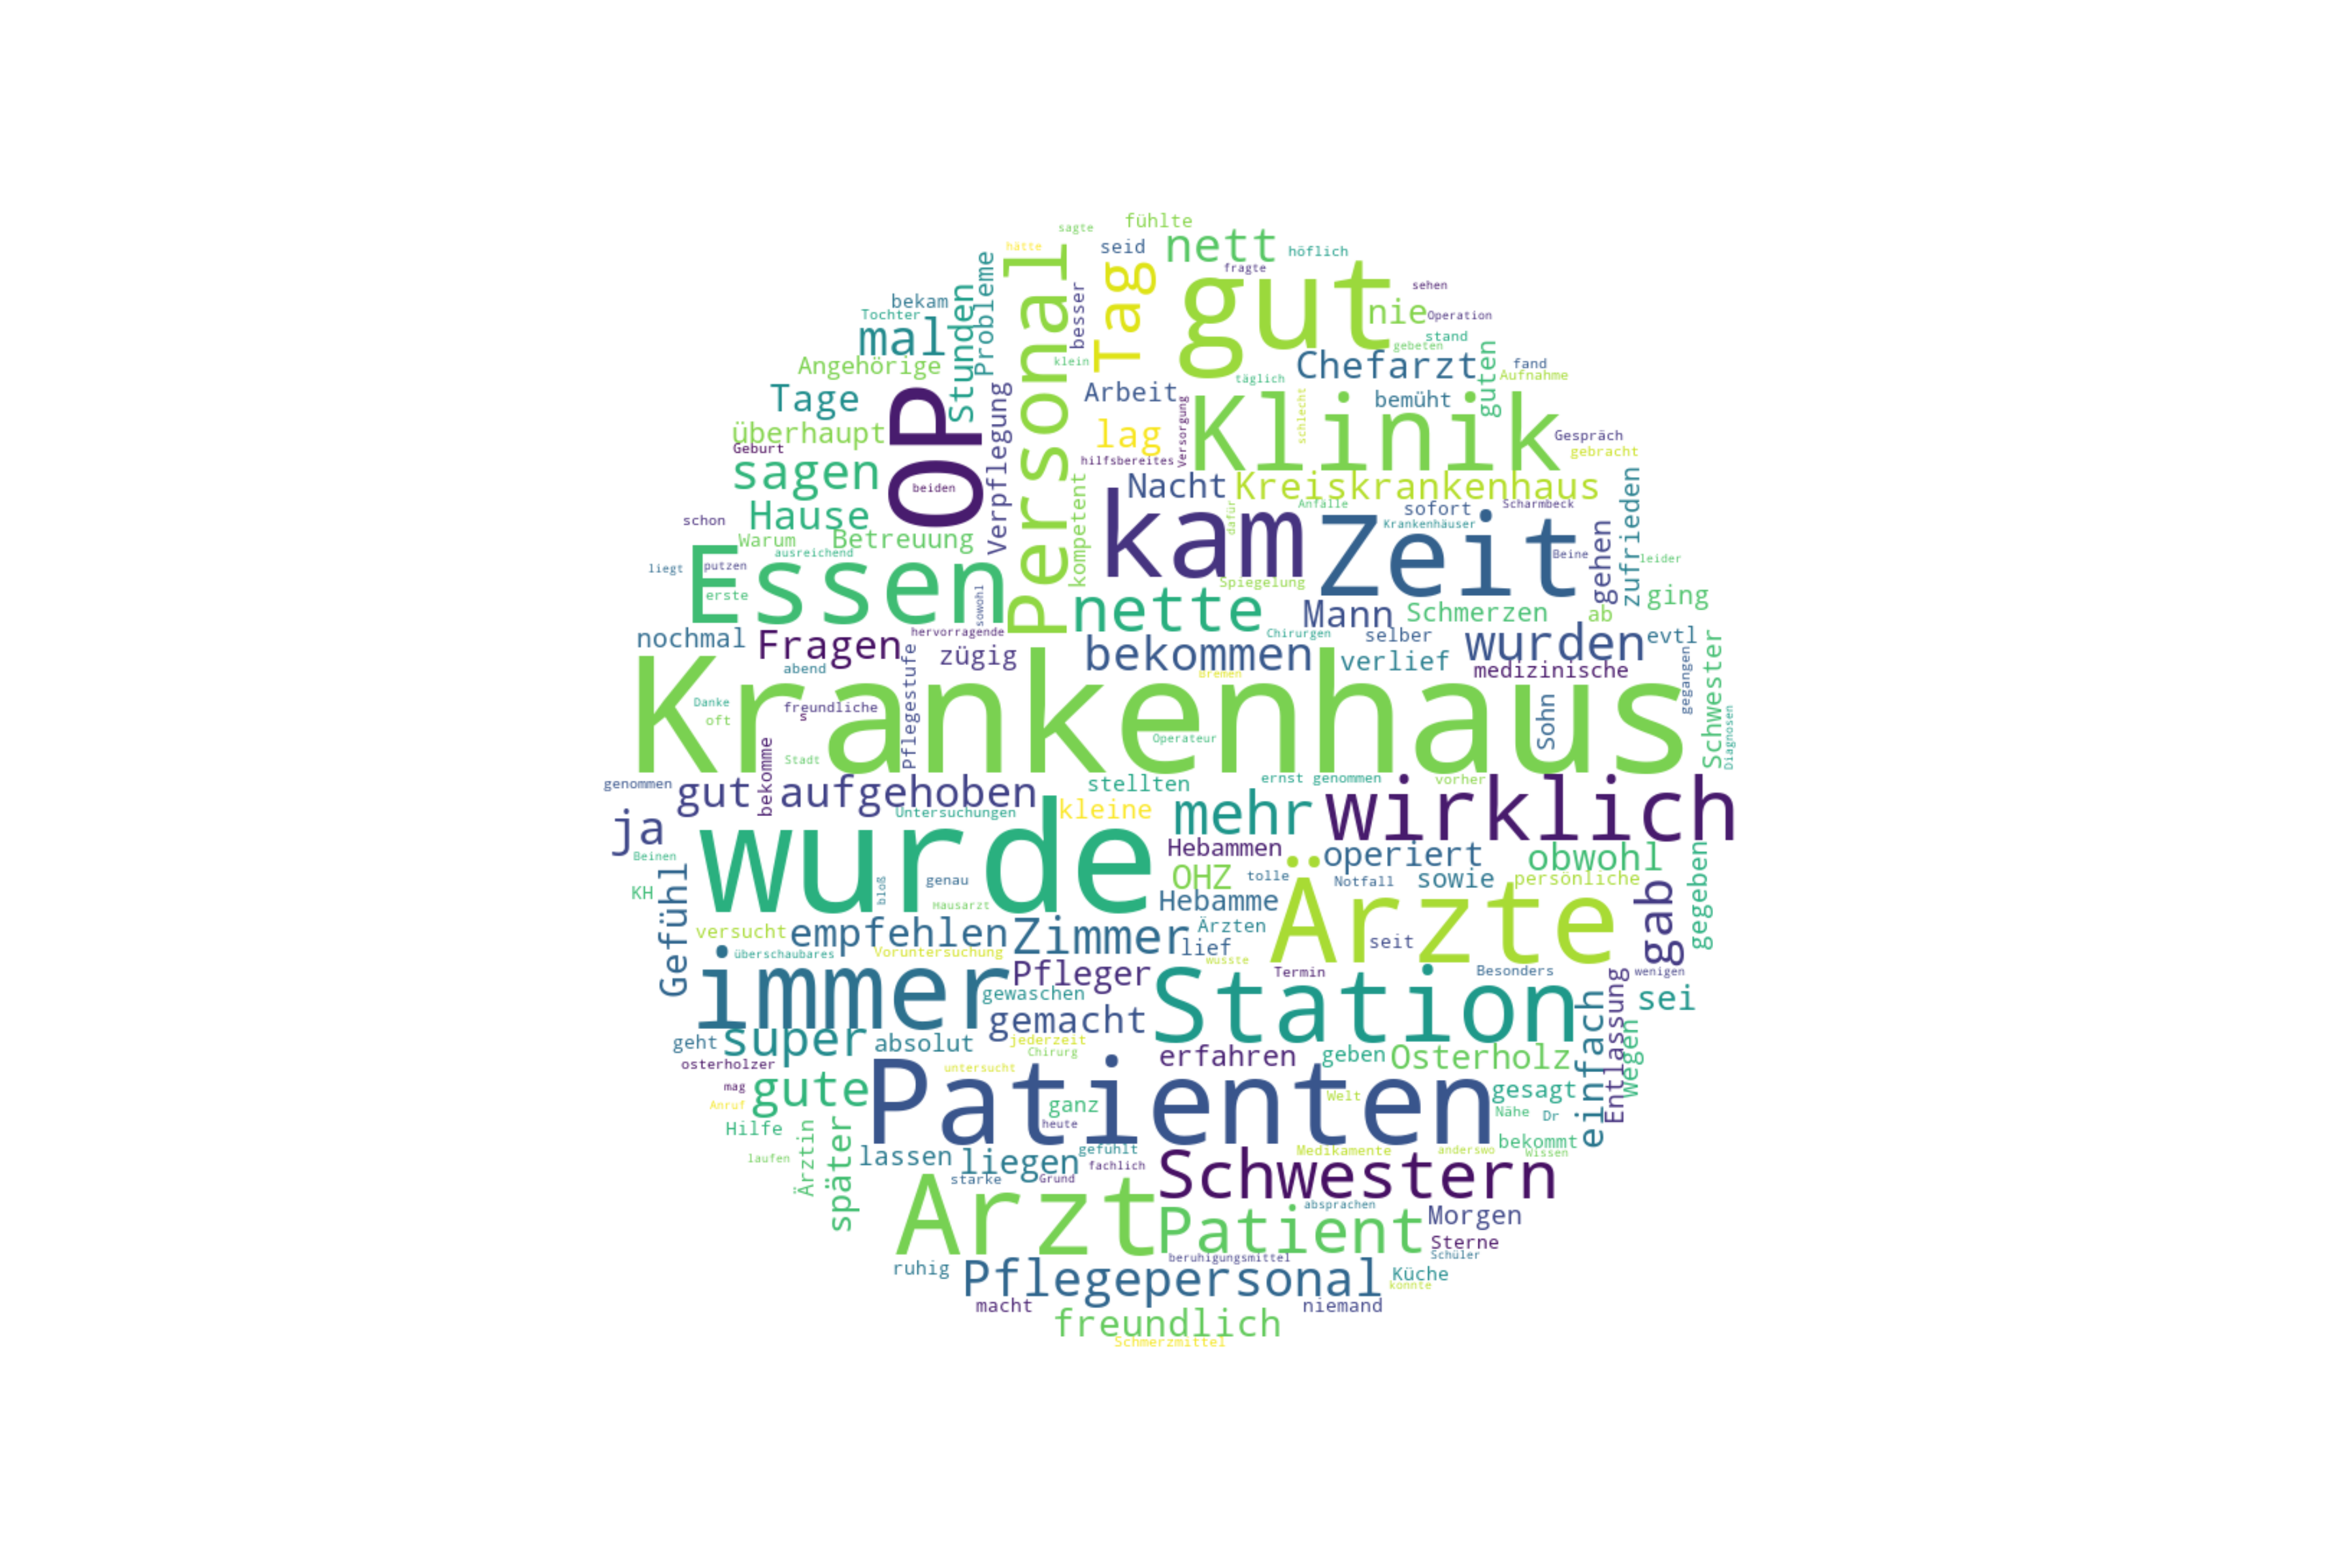 sagte
fühlte
hätte
seid
nett
höflich
fragte
Personal
Tag
gut
Probleme
Stunden
besser
sehen
bekam
nie
Operation
Tochter
mal
stand
gebeten
klein
Angehörige
Chefarzt
guten
fand
Aufnahme
täglich
Tage
OP
Verpflegung
Arbeit
bemüht
Versorgung
schlecht
Klinik
überhaupt
lag
Gespräch
Geburt
gebracht
sagen
hilfsbereites
beiden
kompetent
Nacht
Kreiskrankenhaus
zufrieden
Hause
schon
dafür
Anfälle
sofort
Scharmbeck
kam
Zeit
Krankenhäuser
Warum
Betreuung
ausreichend
Beine
gehen
leider
liegt
putzen
Essen
Spiegelung
erste
sowohl
nette
Mann
Schmerzen
ab
ging
nochmal
Fragen
hervorragende
zügig
Chirurgen
selber
wurden
evtl
abend
Pflegestufe
bekommen
verlief
medizinische
gegangen
Schwester
Bremen
Krankenhaus
Danke
freundliche
oft
s
Sohn
Operateur
Diagnosen
Stadt
bekomme
genommen
gut aufgehoben
stellten
ernst genommen
vorher
wirklich
Untersuchungen
kleine
mehr
ja
wurde
Hebammen
operiert
obwohl
Beinen
KH
genau
bloß
OHZ
tolle
Notfall
sowie
persönliche
gegeben
Hausarzt
Hebamme
Ärzte
gab
Gefühl
versucht
empfehlen
Zimmer
Ärzten
lief
seit
überschaubares
Voruntersuchung
wusste
immer
Pfleger
Termin
Besonders
wenigen
gewaschen
Station
sei
gemacht
einfach
Entlassung
Wegen
geht
super
absolut
jederzeit
Chirurg
erfahren
geben
Osterholz
osterholzer
untersucht
mag
gute
Patienten
gesagt
Anruf
ganz
Welt
Nähe
Dr
heute
Hilfe
bekommt
laufen
Ärztin
später
lassen
liegen
gefühlt
fachlich
Medikamente
anderswo
Wissen
starke
Grund
Schwestern
Arzt
Patient
absprachen
Morgen
Sterne
Schüler
beruhigungsmittel
ruhig
Pflegepersonal
Küche
konnte
macht
niemand
freundlich
Schmerzmittel